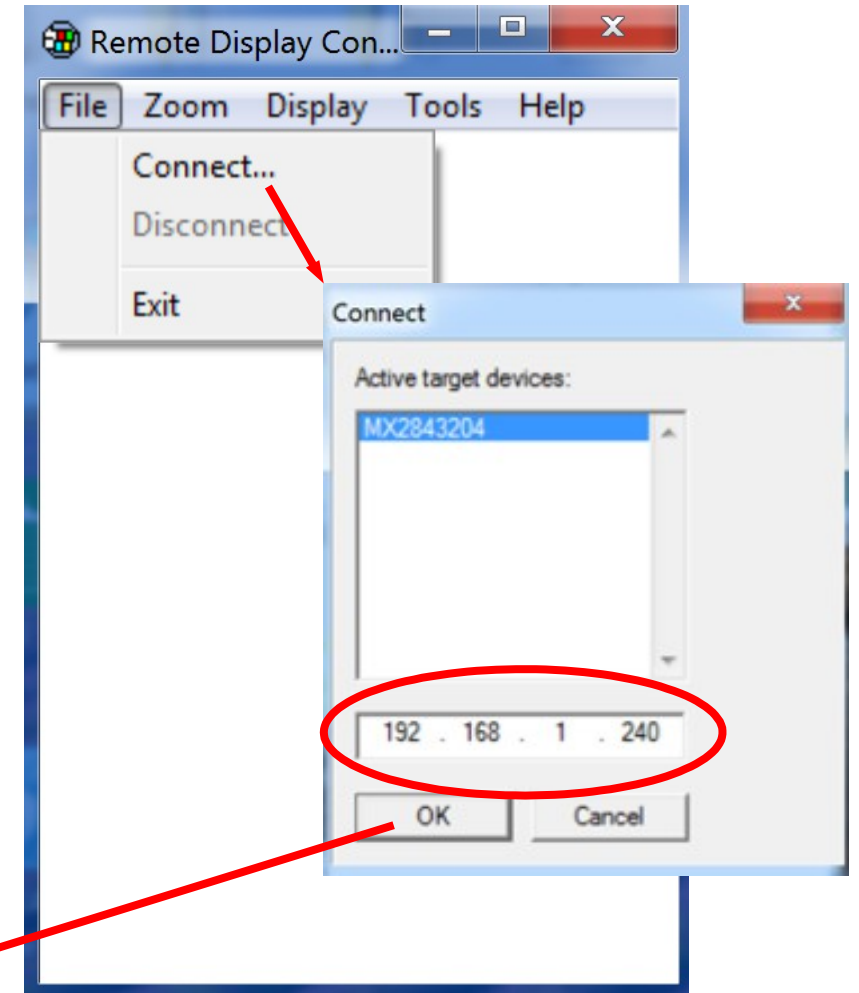 Remote Display Con...
File Zoom Display Tools Help
Connect...
Disconnect
Exit
Connect
Active target devices:
MX2843204
192 . 168 . 1 . 240
OK Cancel